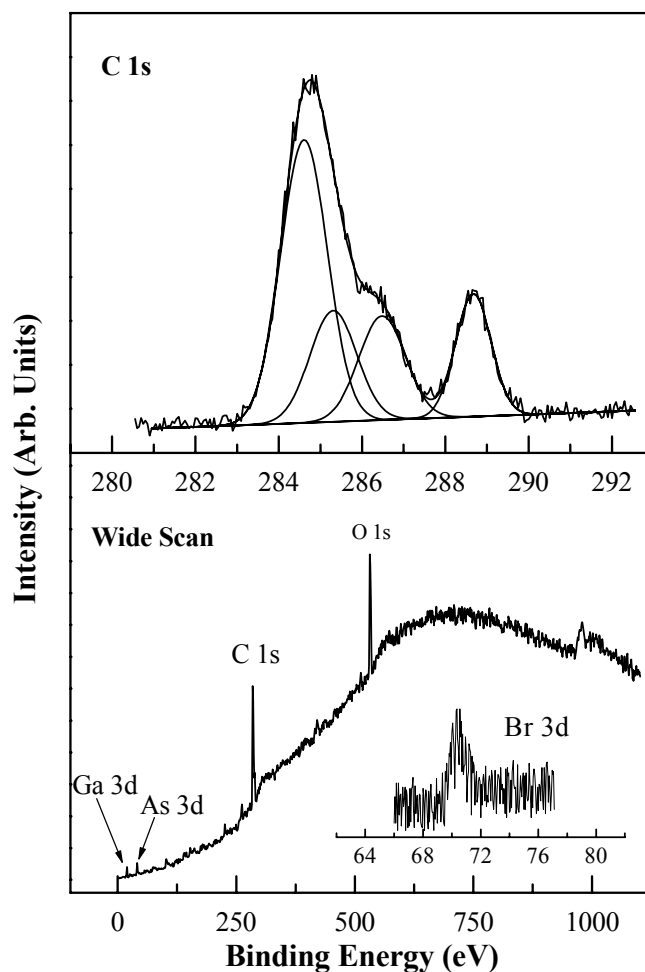 C 1s
280 282 284 286 288 290 292
Intensity (Arb. Units)
Wide Scan
O 1s
C 1s
Br 3d
Ga 3d
As 3d
64 68 70 72 76 80
0 250 500 750 1000
Binding Energy (eV)